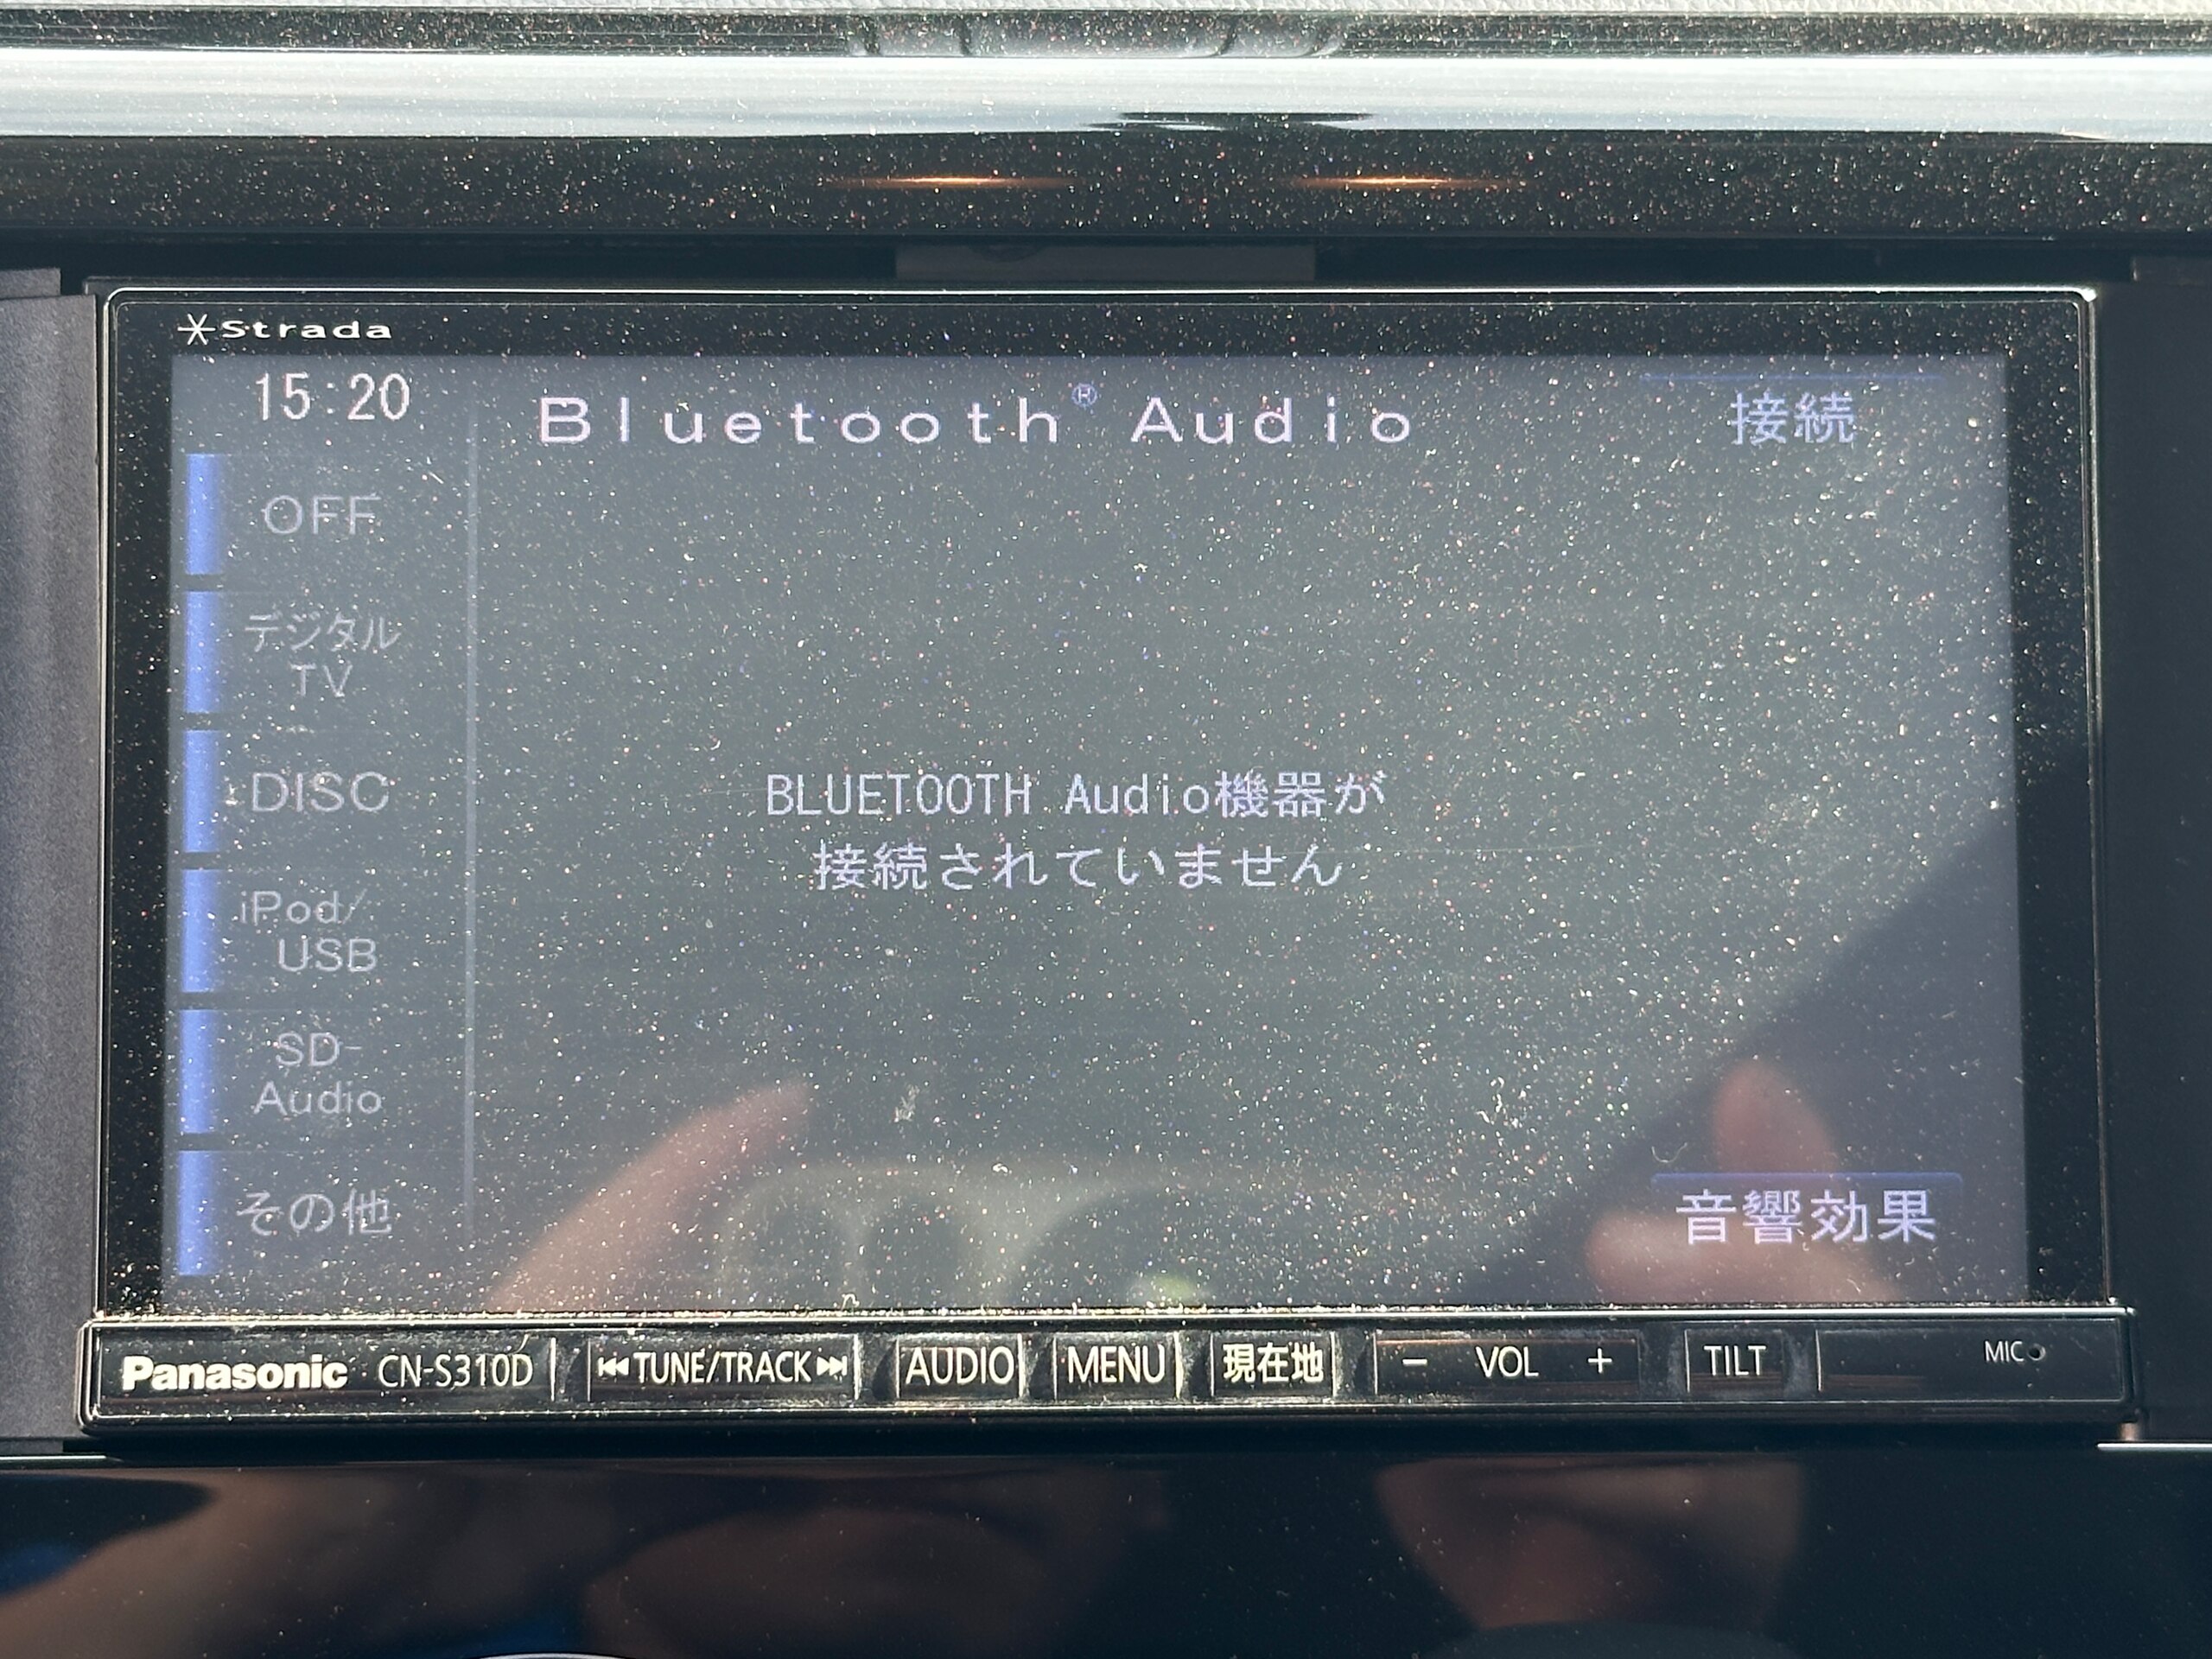 Strada
15:20
Bluetooth® Audio
接続
OFF
デジタル
TV
DISC
iPod/
USB
SD-
Audio
その他
BLUETOOTH Audio機器が
接続されていません
音響効果
Panasonic CN-S310D
⏮TUNE/TRACK⏭
AUDIO
MENU
現在地
− VOL +
TILT
MIC